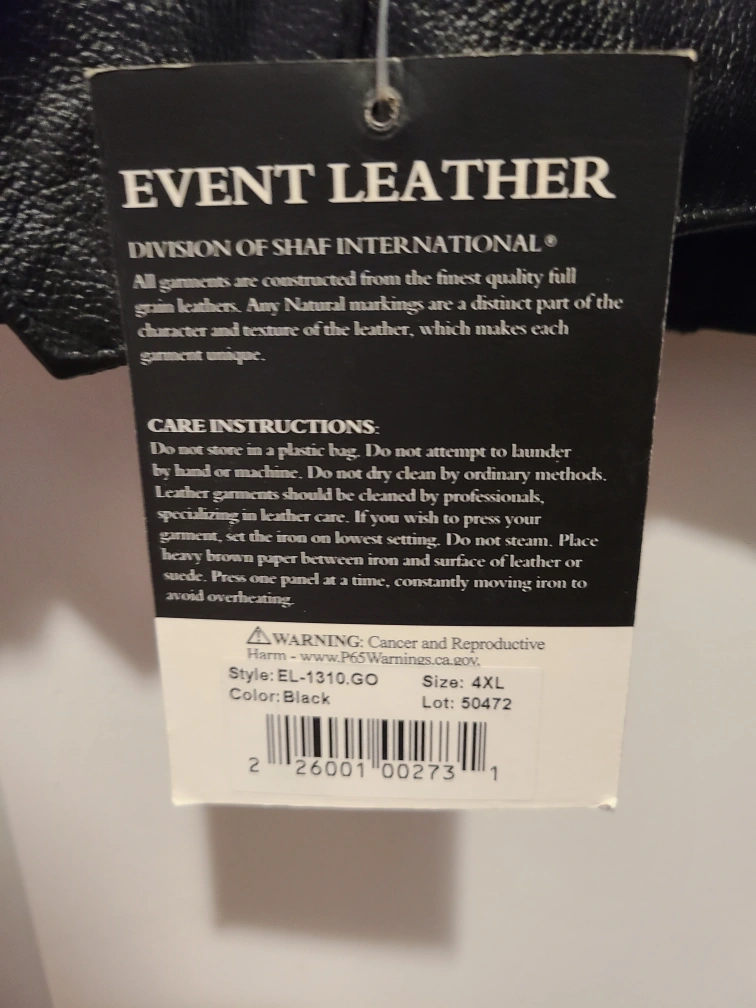 EVENT LEATHER
DIVISION OF SHAF INTERNATIONAL®
All garments are constructed from the finest quality full
grain leathers. Any Natural markings are a distinct part of the
character and texture of the leather, which makes each
garment unique.
CARE INSTRUCTIONS:
Do not store in a plastic bag. Do not attempt to launder
by hand or machine. Do not dry clean by ordinary methods.
Leather garments should be cleaned by professionals,
specializing in leather care. If you wish to press your
garment, set the iron on lowest setting. Do not steam. Place
heavy brown paper between iron and surface of leather or
suede. Press one panel at a time, constantly moving iron to
avoid overheating.
⚠WARNING: Cancer and Reproductive
Harm - www.P65Warnings.ca.gov.
Style: EL-1310.GO Size: 4XL
Color:Black Lot: 50472
2 26001 00273 1